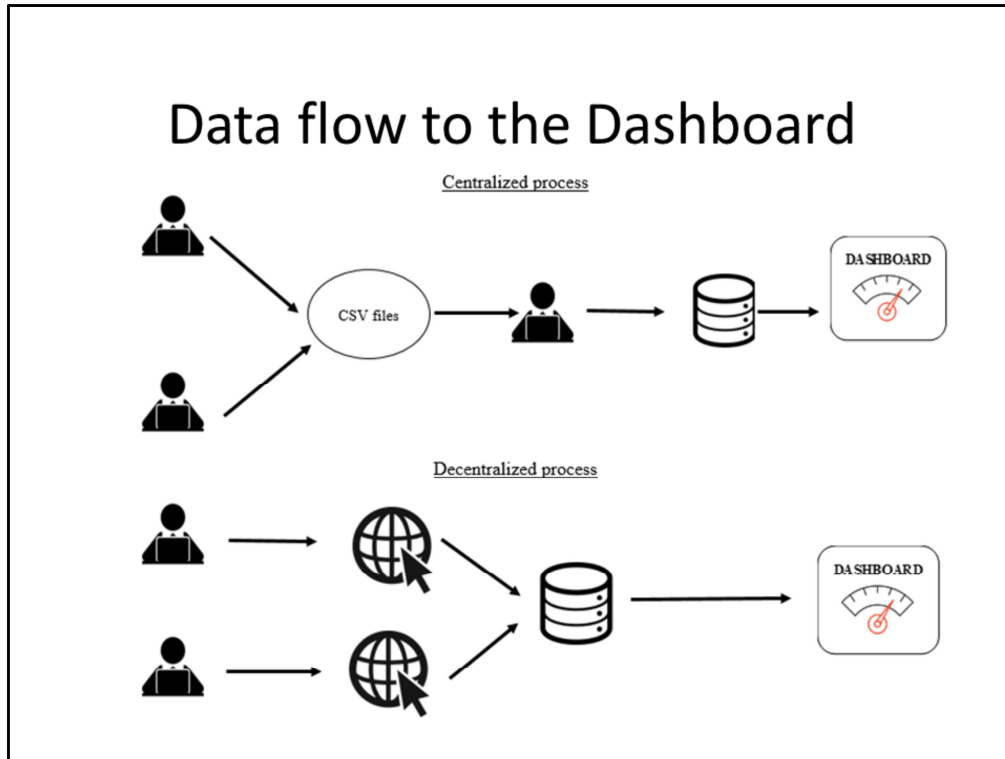 Data flow to the Dashboard
Centralized process
DASHBOARD
CSV files
Decentralized process
DASHBOARD